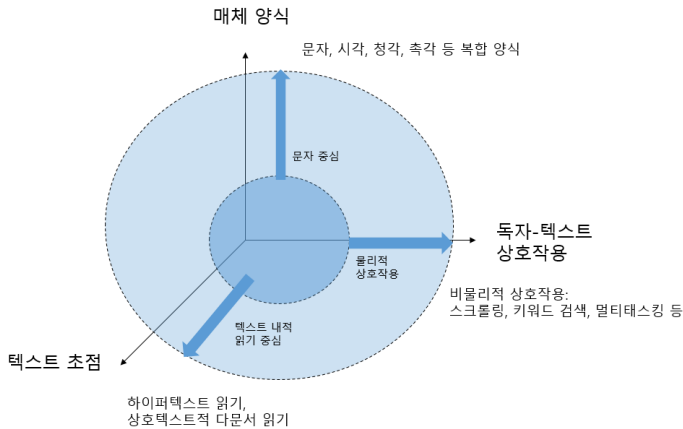 매체 양식
문자, 시각, 청각, 촉각 등 복합 양식
문자 중심
독자-텍스트
상호작용
물리적
상호작용
비물리적 상호작용:
스크롤링, 키워드 검색, 멀티태스킹 등
텍스트 내적
읽기 중심
텍스트 초점
하이퍼텍스트 읽기,
상호텍스트적 다문서 읽기